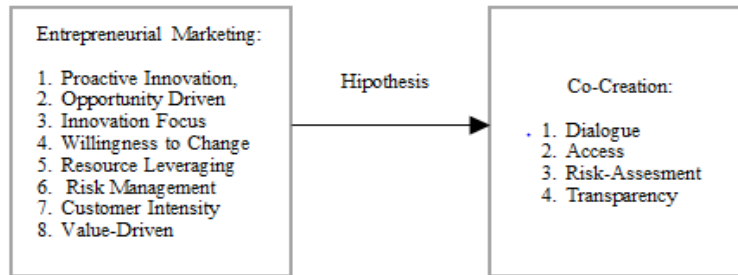 Entrepreneurial Marketing:
1. Proactive Innovation,
2. Opportunity Driven
3. Innovation Focus
4. Willingness to Change
5. Resource Leveraging
6. Risk Management
7. Customer Intensity
8. Value-Driven
Hipothesis
Co-Creation:
1. Dialogue
2. Access
3. Risk-Assesment
4. Transparency